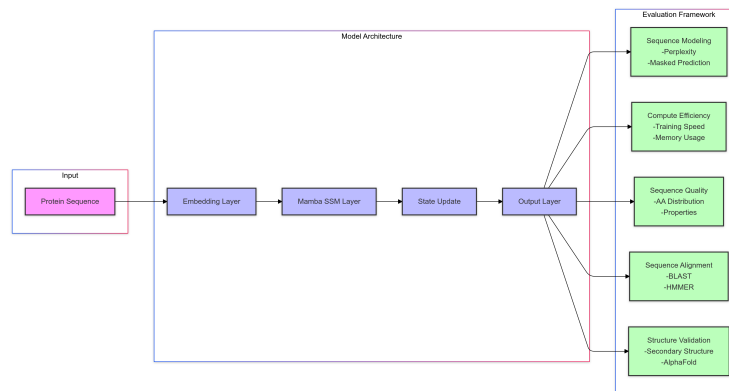 Input
Protein Sequence
Model Architecture
Embedding Layer
Mamba SSM Layer
State Update
Output Layer
Evaluation Framework
Sequence Modeling
-Perplexity
-Masked Prediction
Compute Efficiency
-Training Speed
-Memory Usage
Sequence Quality
-AA Distribution
-Properties
Sequence Alignment
-BLAST
-HMMER
Structure Validation
-Secondary Structure
-AlphaFold